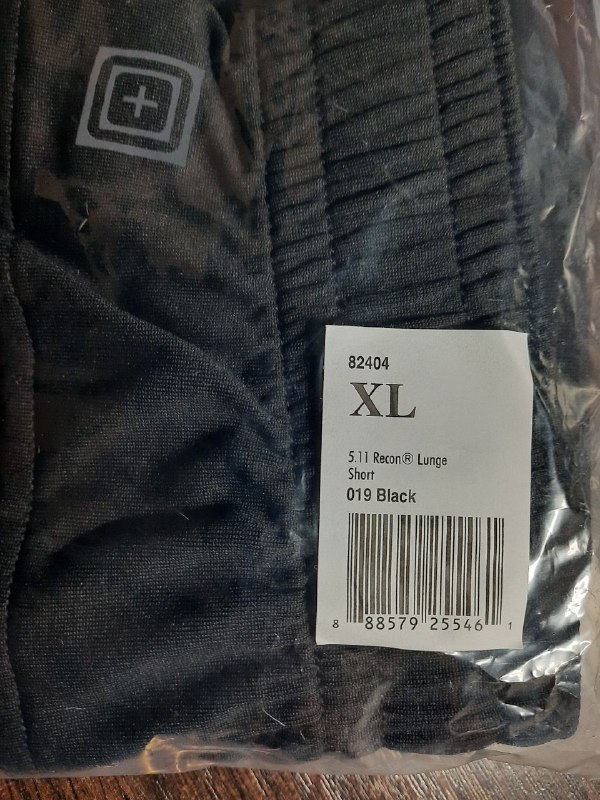 82404
XL
5.11 Recon® Lunge
Short
019 Black
8 88579 25546 1